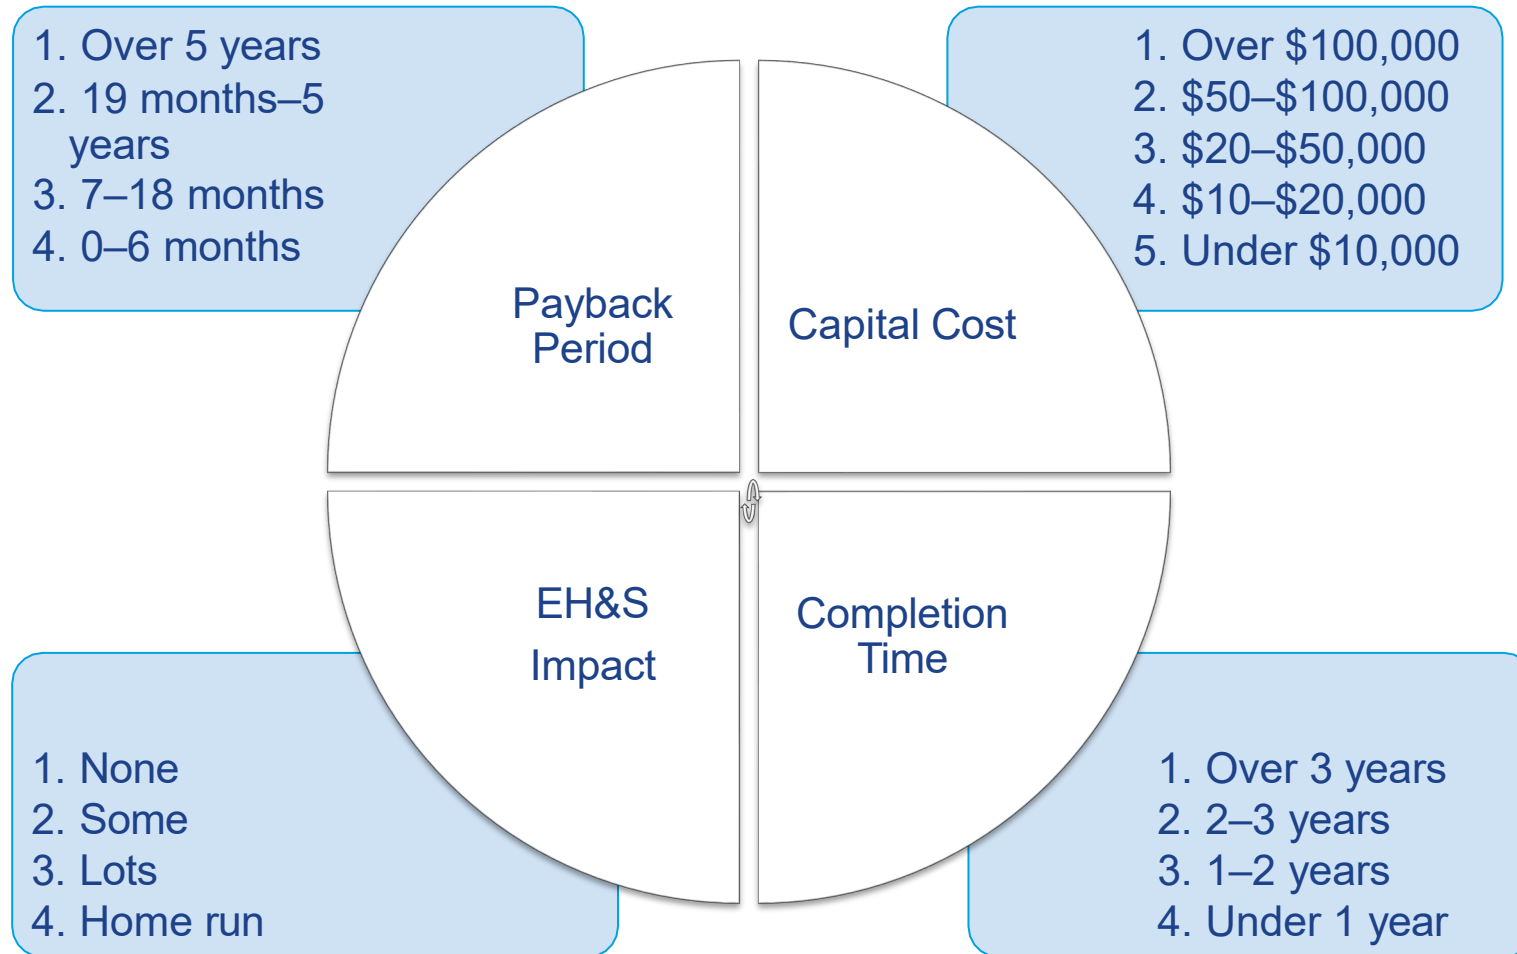 1. Over 5 years
2. 19 months–5
years
3. 7–18 months
4. 0–6 months
1. Over $100,000
2. $50–$100,000
3. $20–$50,000
4. $10–$20,000
5. Under $10,000
Payback
Period
Capital Cost
EH&S
Impact
Completion
Time
1. None
2. Some
3. Lots
4. Home run
1. Over 3 years
2. 2–3 years
3. 1–2 years
4. Under 1 year